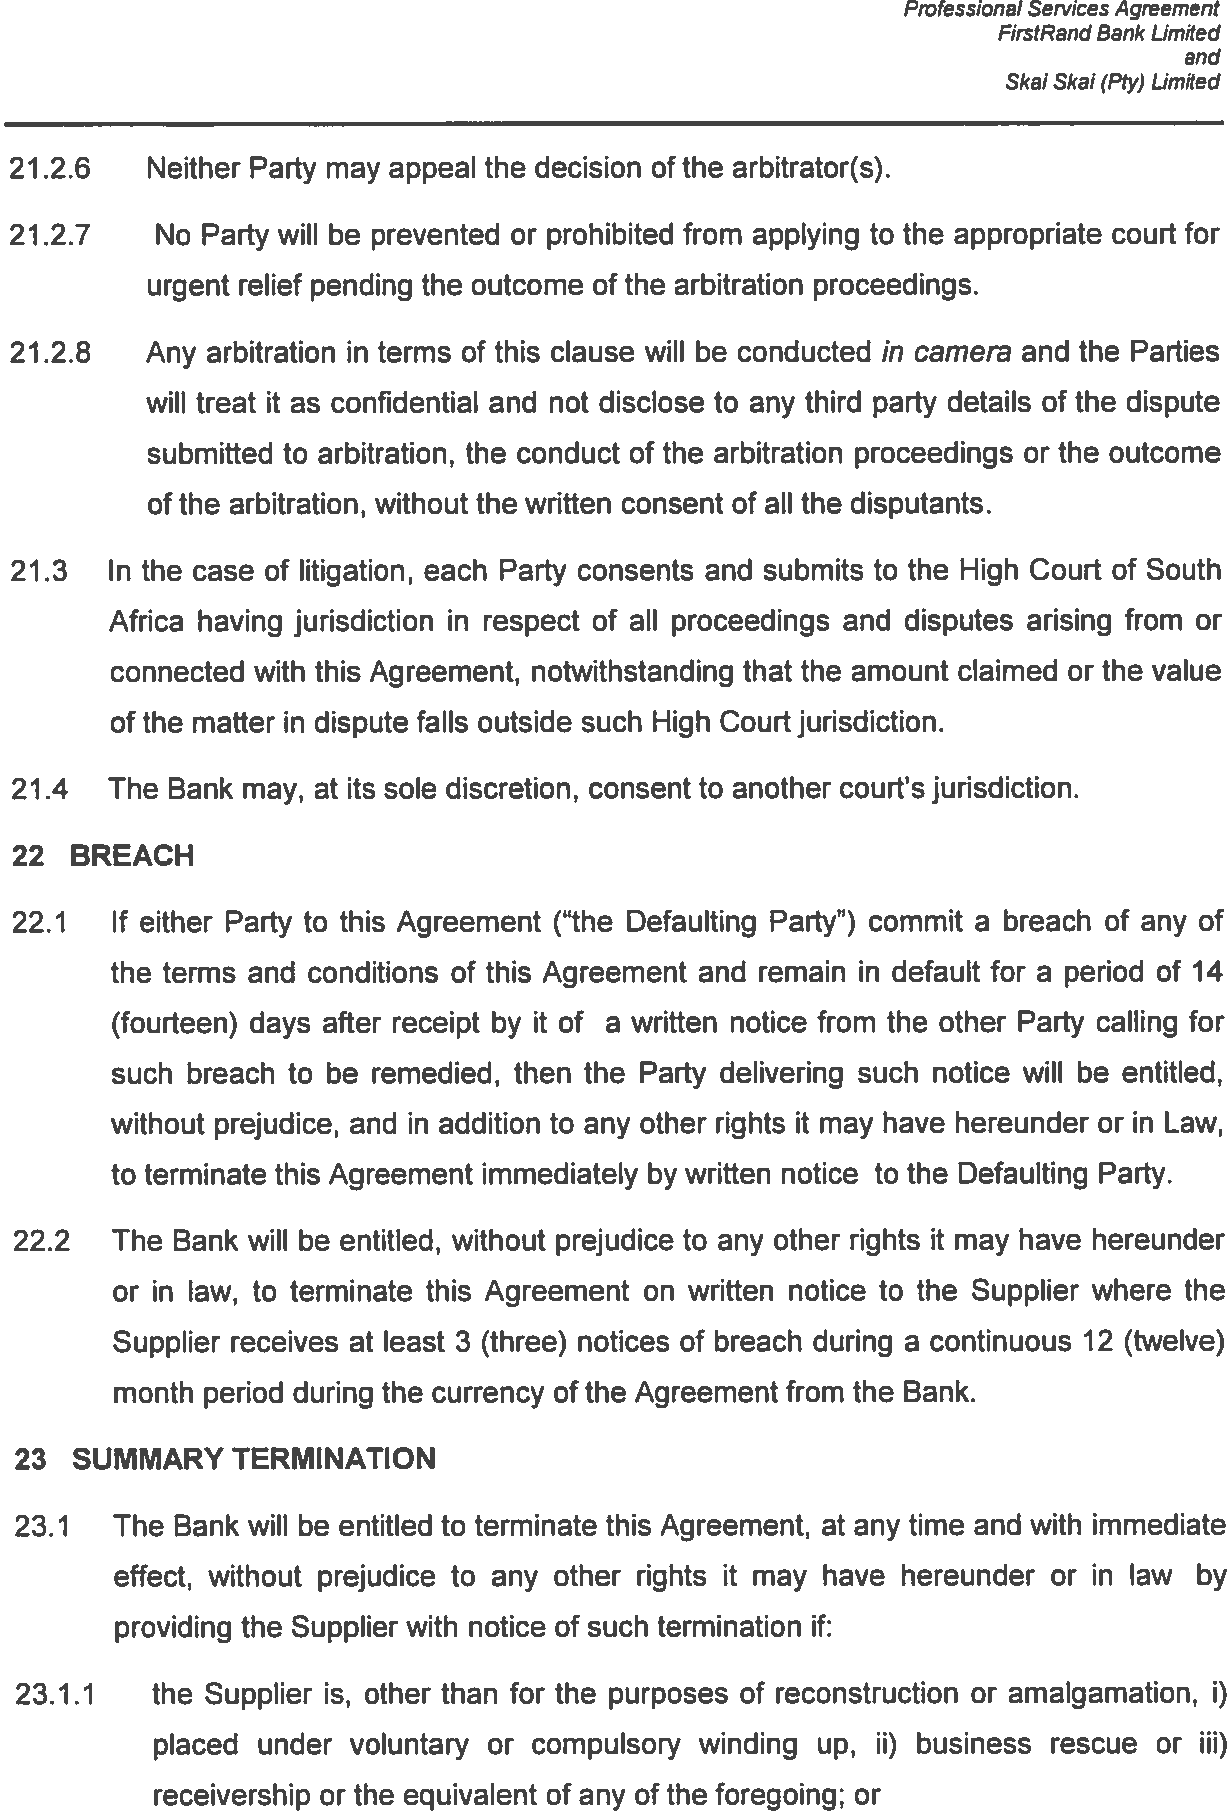 Professional Services Agreement
FirstRand Bank Limited
and
Skai Skai (Pty) Limited
21.2.6 Neither Party may appeal the decision of the arbitrator(s).
21.2.7 No Party will be prevented or prohibited from applying to the appropriate court for
urgent relief pending the outcome of the arbitration proceedings.
21.2.8 Any arbitration in terms of this clause will be conducted in camera and the Parties
will treat it as confidential and not disclose to any third party details of the dispute
submitted to arbitration, the conduct of the arbitration proceedings or the outcome
of the arbitration, without the written consent of all the disputants.
21.3 In the case of litigation, each Party consents and submits to the High Court of South
Africa having jurisdiction in respect of all proceedings and disputes arising from or
connected with this Agreement, notwithstanding that the amount claimed or the value
of the matter in dispute falls outside such High Court jurisdiction.
21.4 The Bank may, at its sole discretion, consent to another court's jurisdiction.
22 BREACH
22.1 If either Party to this Agreement (“the Defaulting Party”) commit a breach of any of
the terms and conditions of this Agreement and remain in default for a period of 14
(fourteen) days after receipt by it of a written notice from the other Party calling for
such breach to be remedied, then the Party delivering such notice will be entitled,
without prejudice, and in addition to any other rights it may have hereunder or in Law,
to terminate this Agreement immediately by written notice to the Defaulting Party.
22.2 The Bank will be entitled, without prejudice to any other rights it may have hereunder
or in law, to terminate this Agreement on written notice to the Supplier where the
Supplier receives at least 3 (three) notices of breach during a continuous 12 (twelve)
month period during the currency of the Agreement from the Bank.
23 SUMMARY TERMINATION
23.1 The Bank will be entitled to terminate this Agreement, at any time and with immediate
effect, without prejudice to any other rights it may have hereunder or in law by
providing the Supplier with notice of such termination if:
23.1.1 the Supplier is, other than for the purposes of reconstruction or amalgamation, i)
placed under voluntary or compulsory winding up, ii) business rescue or iii)
receivership or the equivalent of any of the foregoing; or